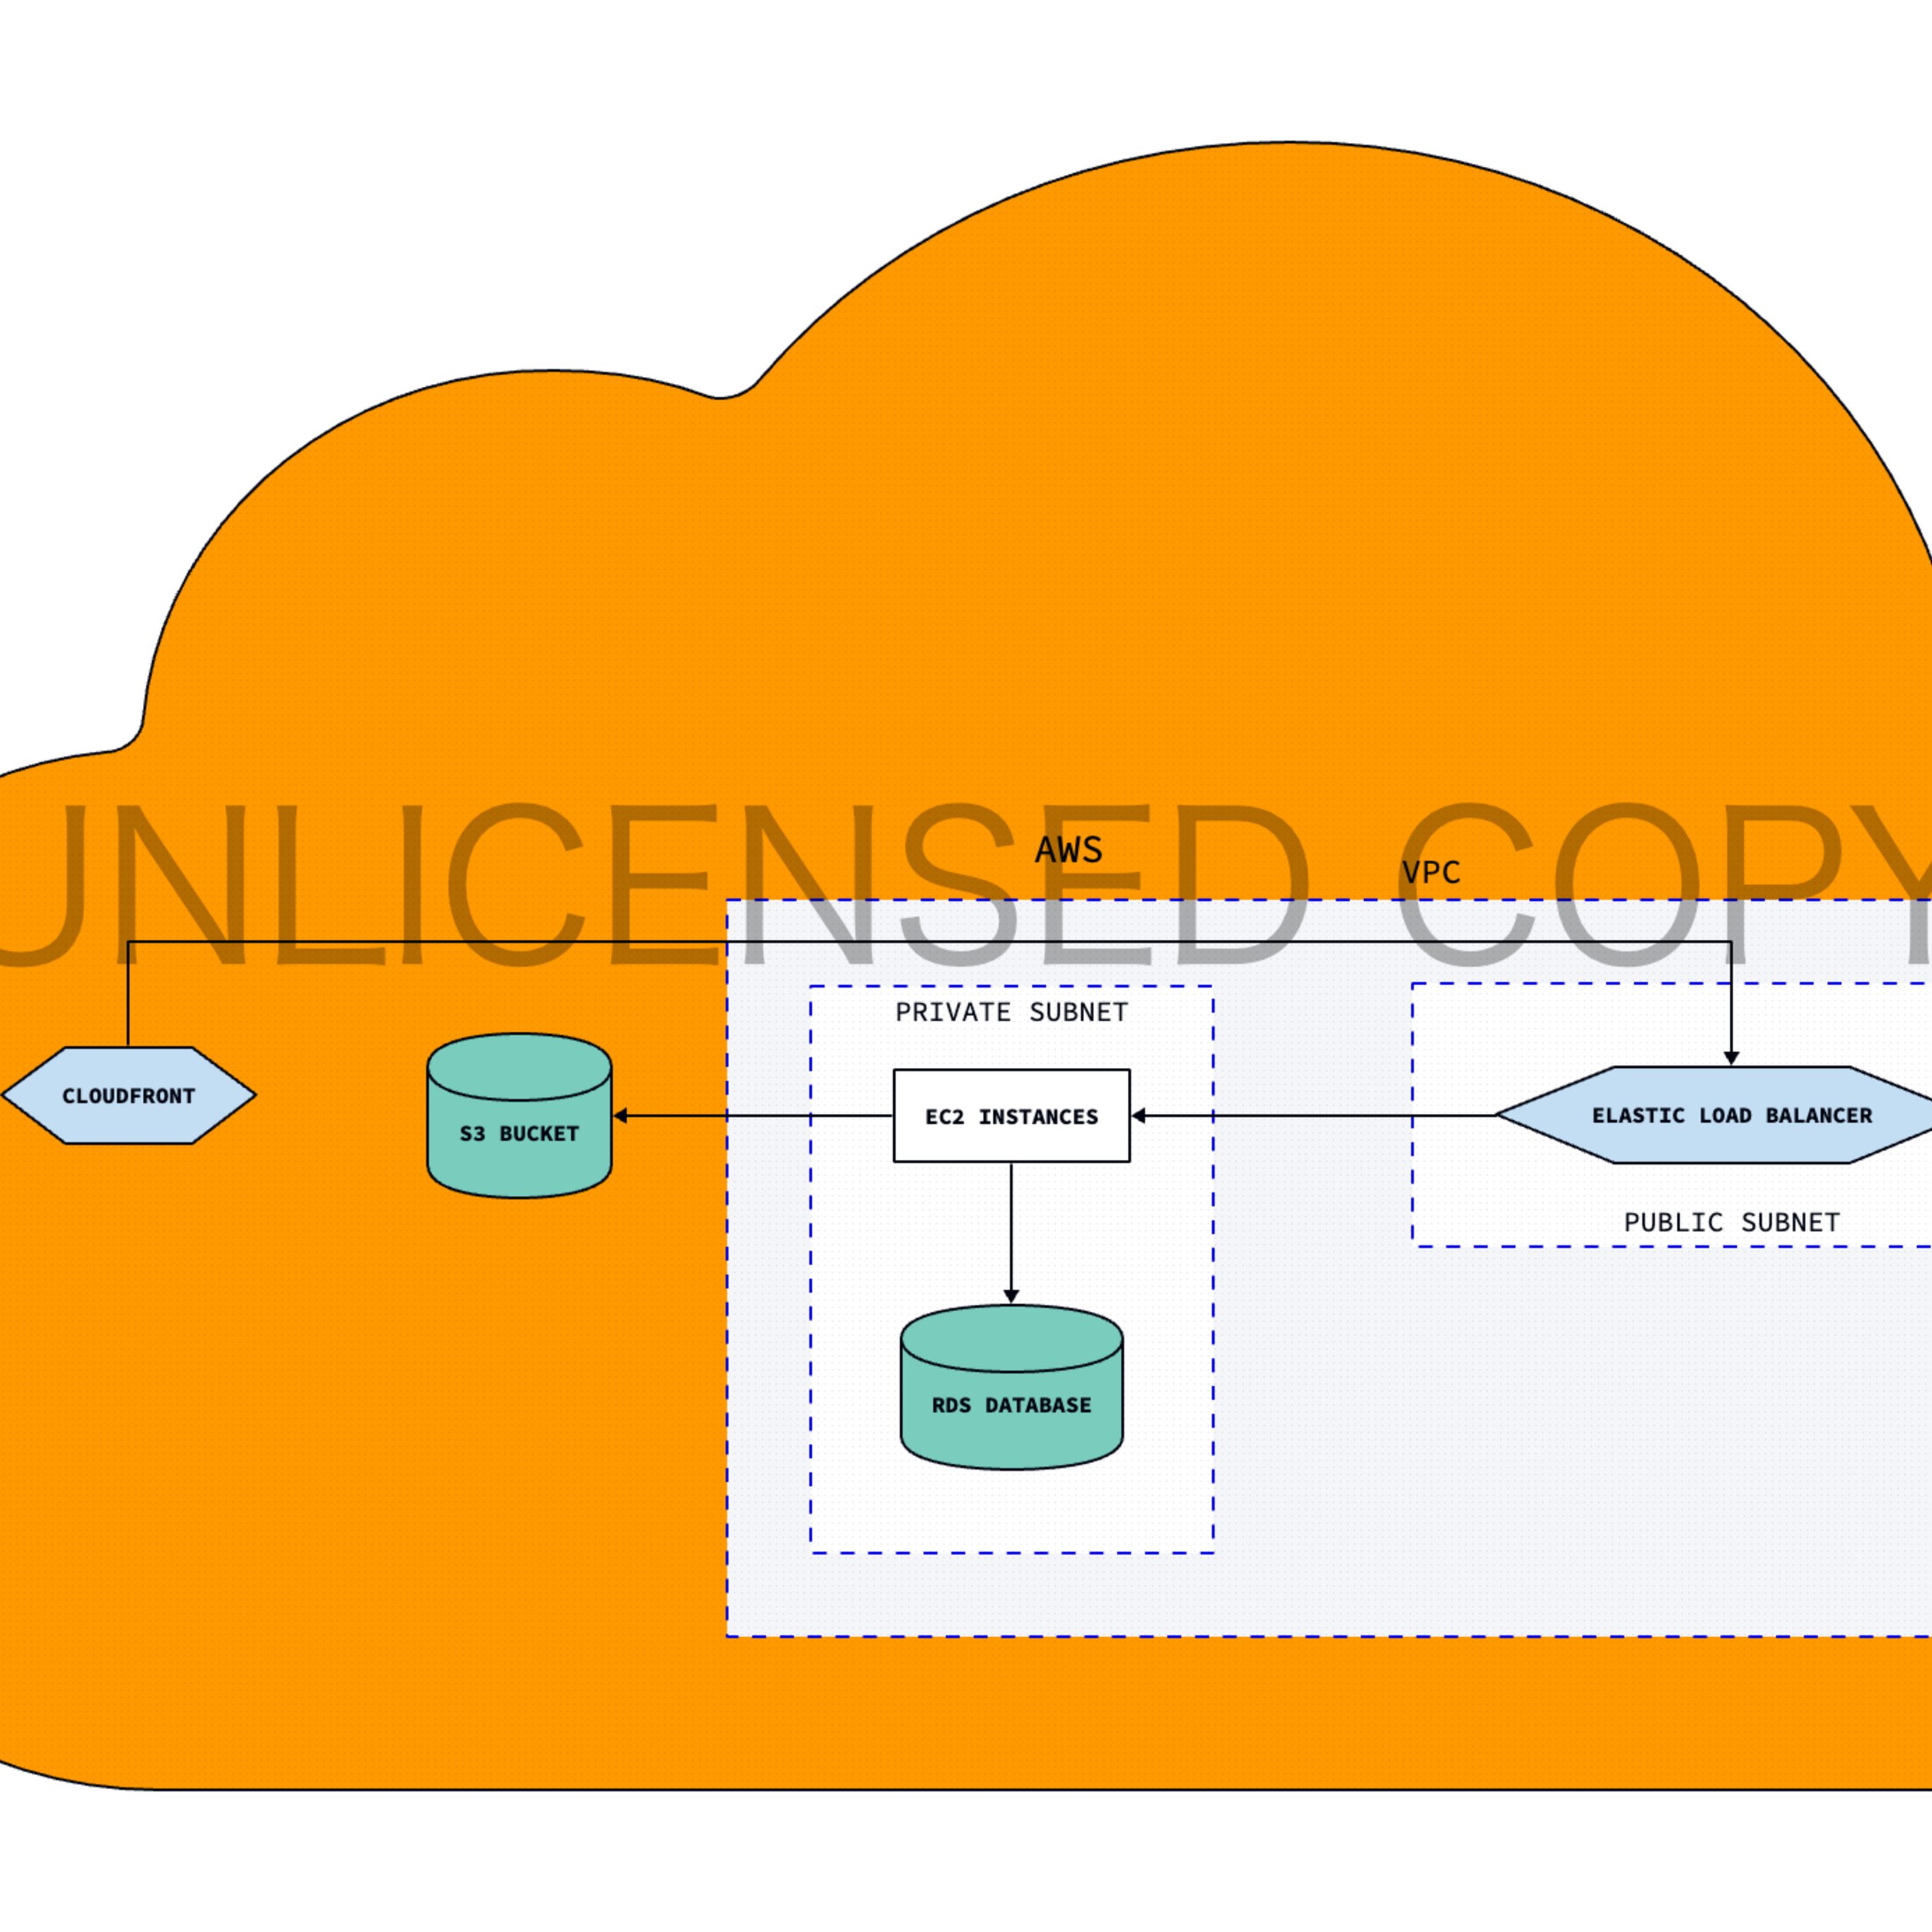 UNLICENSED COPY
AWS
VPC
PRIVATE SUBNET
CLOUDFRONT
S3 BUCKET
EC2 INSTANCES
ELASTIC LOAD BALANCER
PUBLIC SUBNET
RDS DATABASE